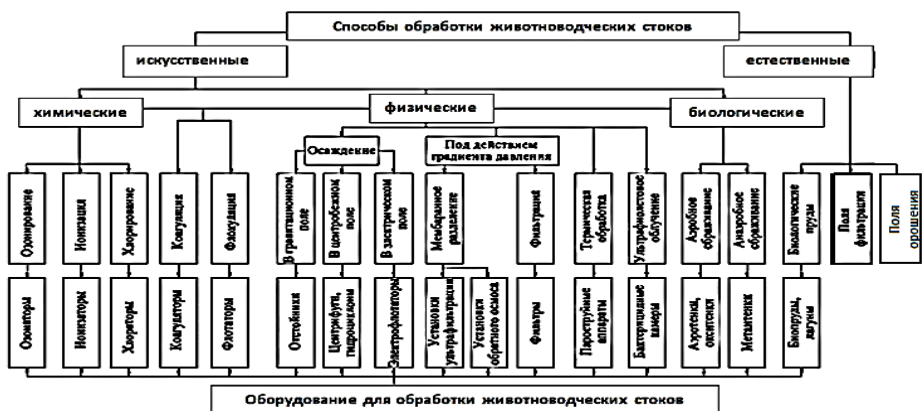 Способы обработки животноводческих стоков
искусственные
естественные
химические
физические
биологические
Осаждение
Под действием
градиента давления
Озонирование
Ионизация
Хлорирование
Коагуляция
Флокуляция
В гравитационном
поле
В центробежном
поле
В электрическом
поле
Мембранное
разделение
Фильтрация
Термическая
обработка
Ультрафиолетовое
облучение
Аэробное
сбраживание
Анаэробное
сбраживание
Биологические
пруды
Поля
фильтрации
Поля
орошения
Озонаторы
Ионизаторы
Хлораторы
Коагуляторы
Флотаторы
Отстойники
Центрифуги,
гидроциклоны
Электрофлотаторы
Установки
ультрафильтрации
Установки
обратного осмоса
Фильтры
Пароструйные
аппараты
Бактерицидные
камеры
Аэротенки,
окситенки
Метантенки
Биопруды, лагуны
Оборудование для обработки животноводческих стоков